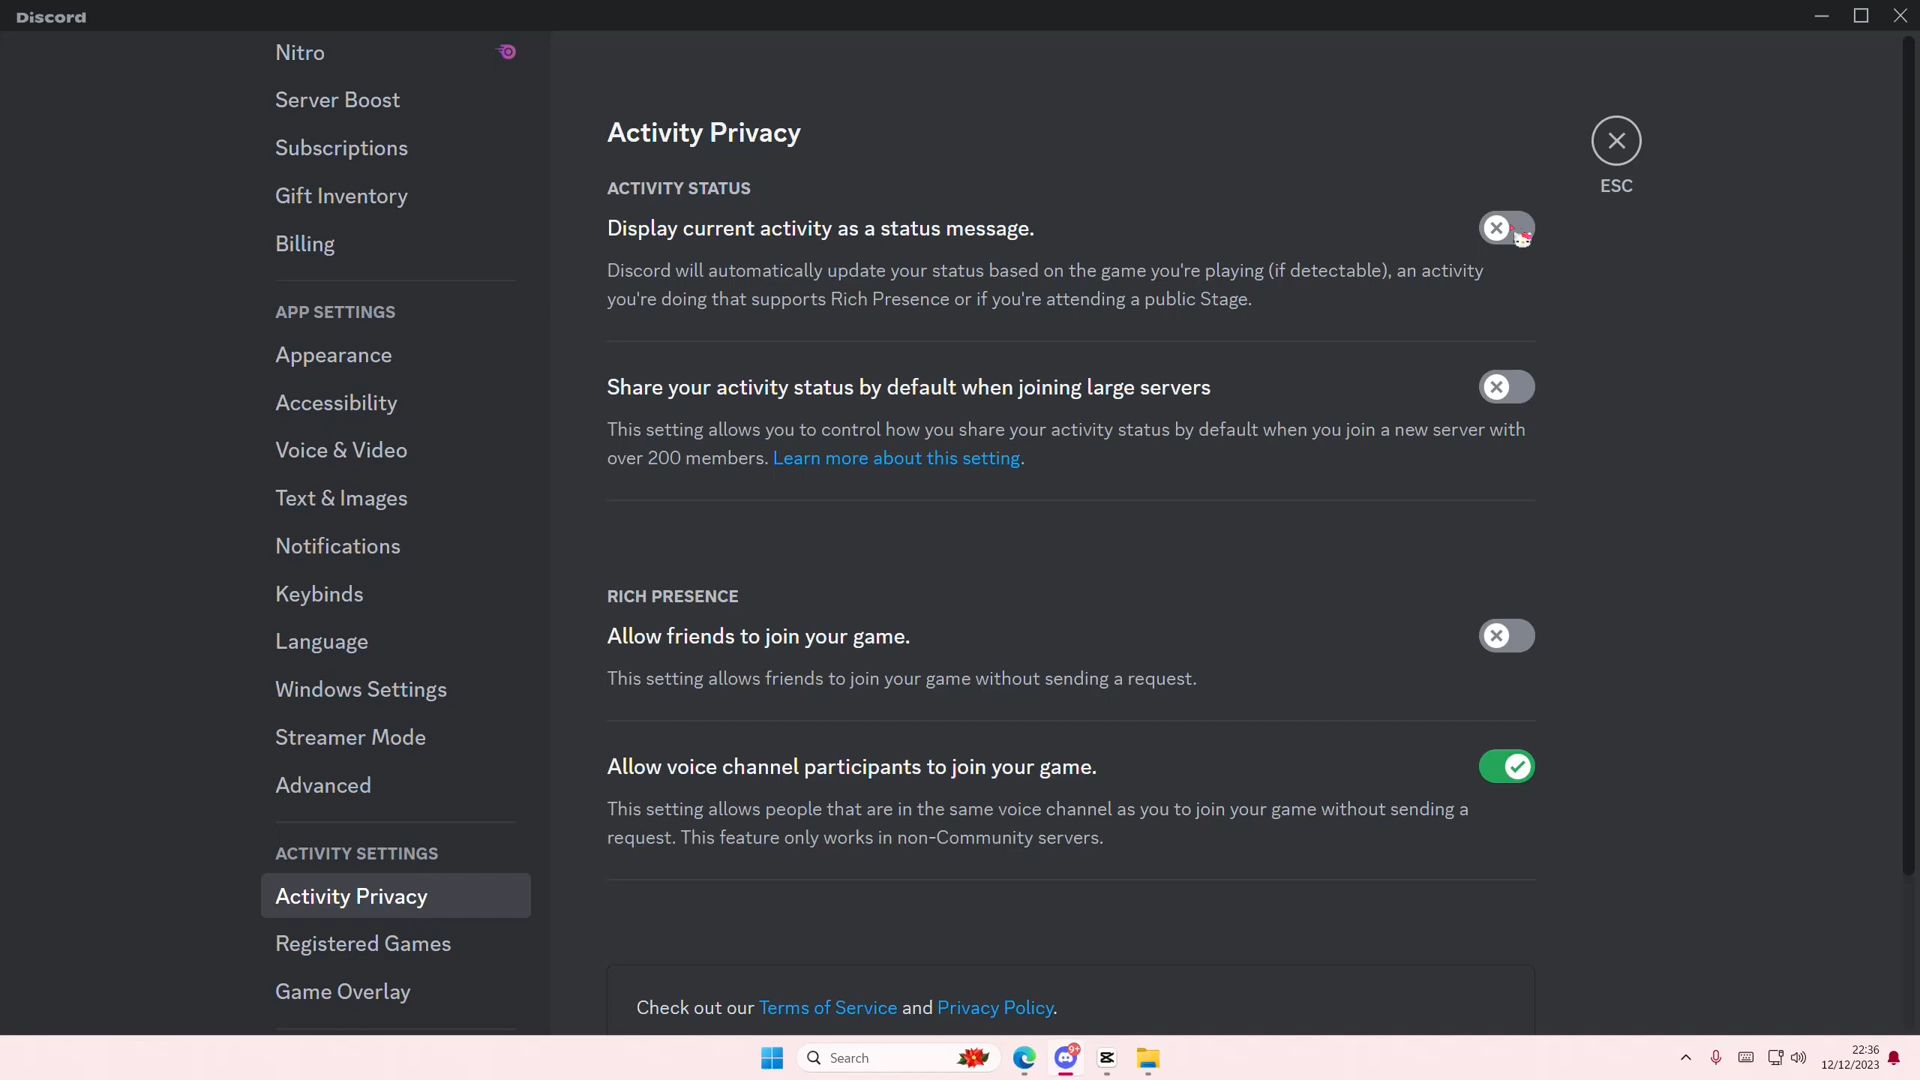 Discord
Nitro
Server Boost
Subscriptions
Gift Inventory
Billing
APP SETTINGS
Appearance
Accessibility
Voice & Video
Text & Images
Notifications
Keybinds
Language
Windows Settings
Streamer Mode
Advanced
ACTIVITY SETTINGS
Activity Privacy
Registered Games
Game Overlay
Activity Privacy
ESC
ACTIVITY STATUS
Display current activity as a status message.
Discord will automatically update your status based on the game you're playing (if detectable), an activity
you're doing that supports Rich Presence or if you're attending a public Stage.
Share your activity status by default when joining large servers
This setting allows you to control how you share your activity status by default when you join a new server with
over 200 members. Learn more about this setting.
RICH PRESENCE
Allow friends to join your game.
This setting allows friends to join your game without sending a request.
Allow voice channel participants to join your game.
This setting allows people that are in the same voice channel as you to join your game without sending a
request. This feature only works in non-Community servers.
Check out our Terms of Service and Privacy Policy.
Search
9+
22:36
12/12/2023